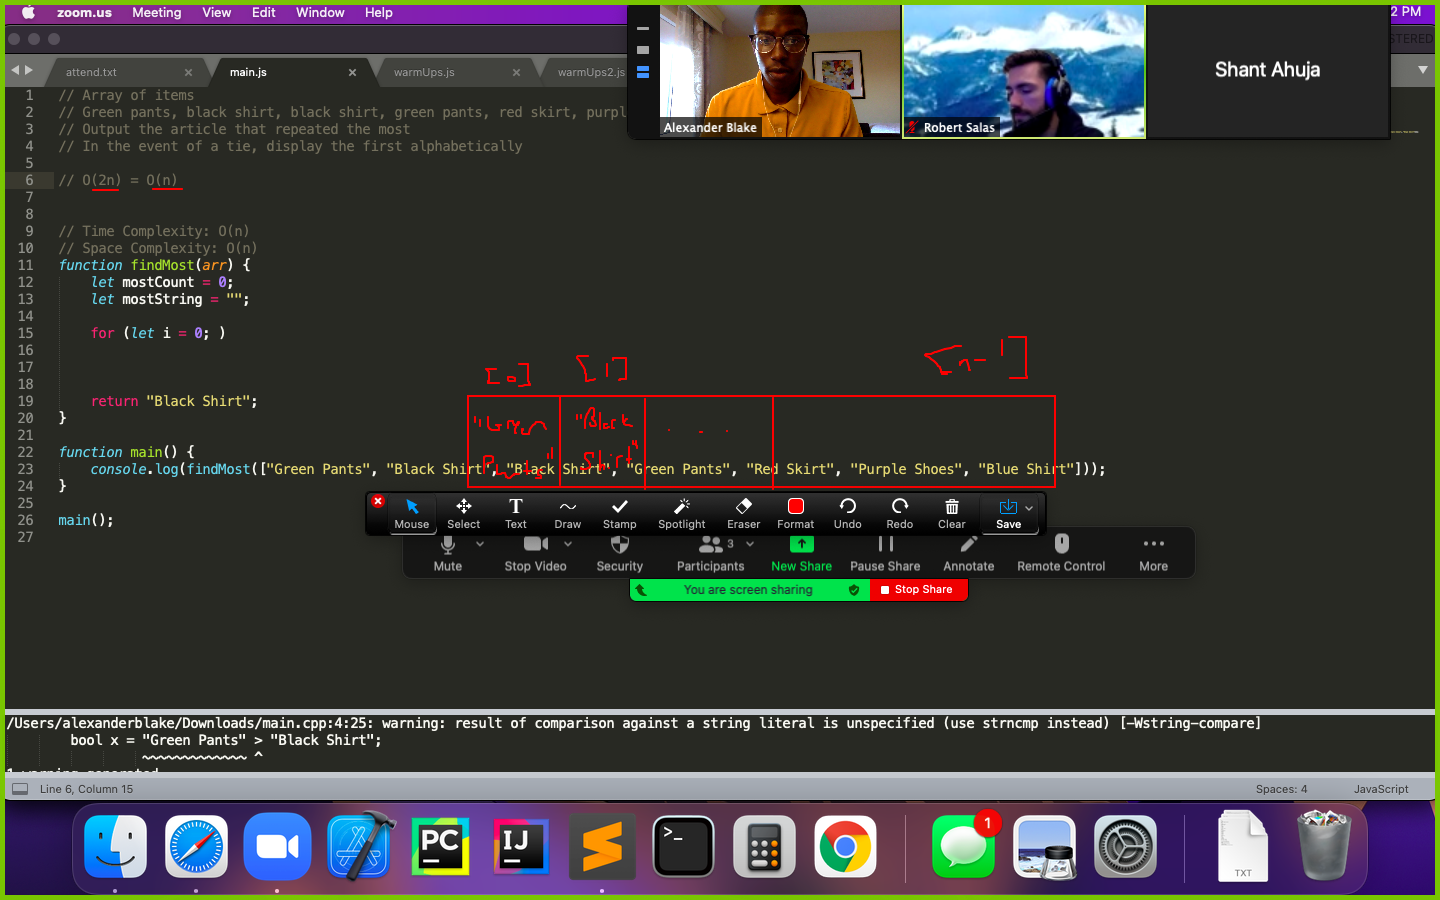 zoom.us Meeting View Edit Window Help
2 PM
attend.txt
main.js
warmUps.js
warmUps2.js
STERED
Alexander Blake
Robert Salas
Shant Ahuja
1 // Array of items
2 // Green pants, black shirt, black shirt, green pants, red skirt, purpl
3 // Output the article that repeated the most
4 // In the event of a tie, display the first alphabetically
5
6 // O(2n) = O(n)
7
8
9 // Time Complexity: O(n)
10 // Space Complexity: O(n)
11 function findMost(arr) {
12 let mostCount = 0;
13 let mostString = "";
14
15 for (let i = 0; )
16
17
18
19 return "Black Shirt";
20 }
21
22 function main() {
23 console.log(findMost(["Green Pants", "Black Shirt", "Black Shirt", "Green Pants", "Red Skirt", "Purple Shoes", "Blue Shirt"]));
24 }
25
26 main();
27
[0] [1] [n-1]
"Green "Black . . .
Pants" Shirt"
Mouse Select Text Draw Stamp Spotlight Eraser Format Undo Redo Clear Save
3
Mute Stop Video Security Participants New Share Pause Share Annotate Remote Control More
You are screen sharing Stop Share
/Users/alexanderblake/Downloads/main.cpp:4:25: warning: result of comparison against a string literal is unspecified (use strncmp instead) [-Wstring-compare]
bool x = "Green Pants" > "Black Shirt";
~~~~~~~~~~~~~ ^
1 warning generated
Line 6, Column 15 Spaces: 4 JavaScript
PC IJ >_ 1 TXT